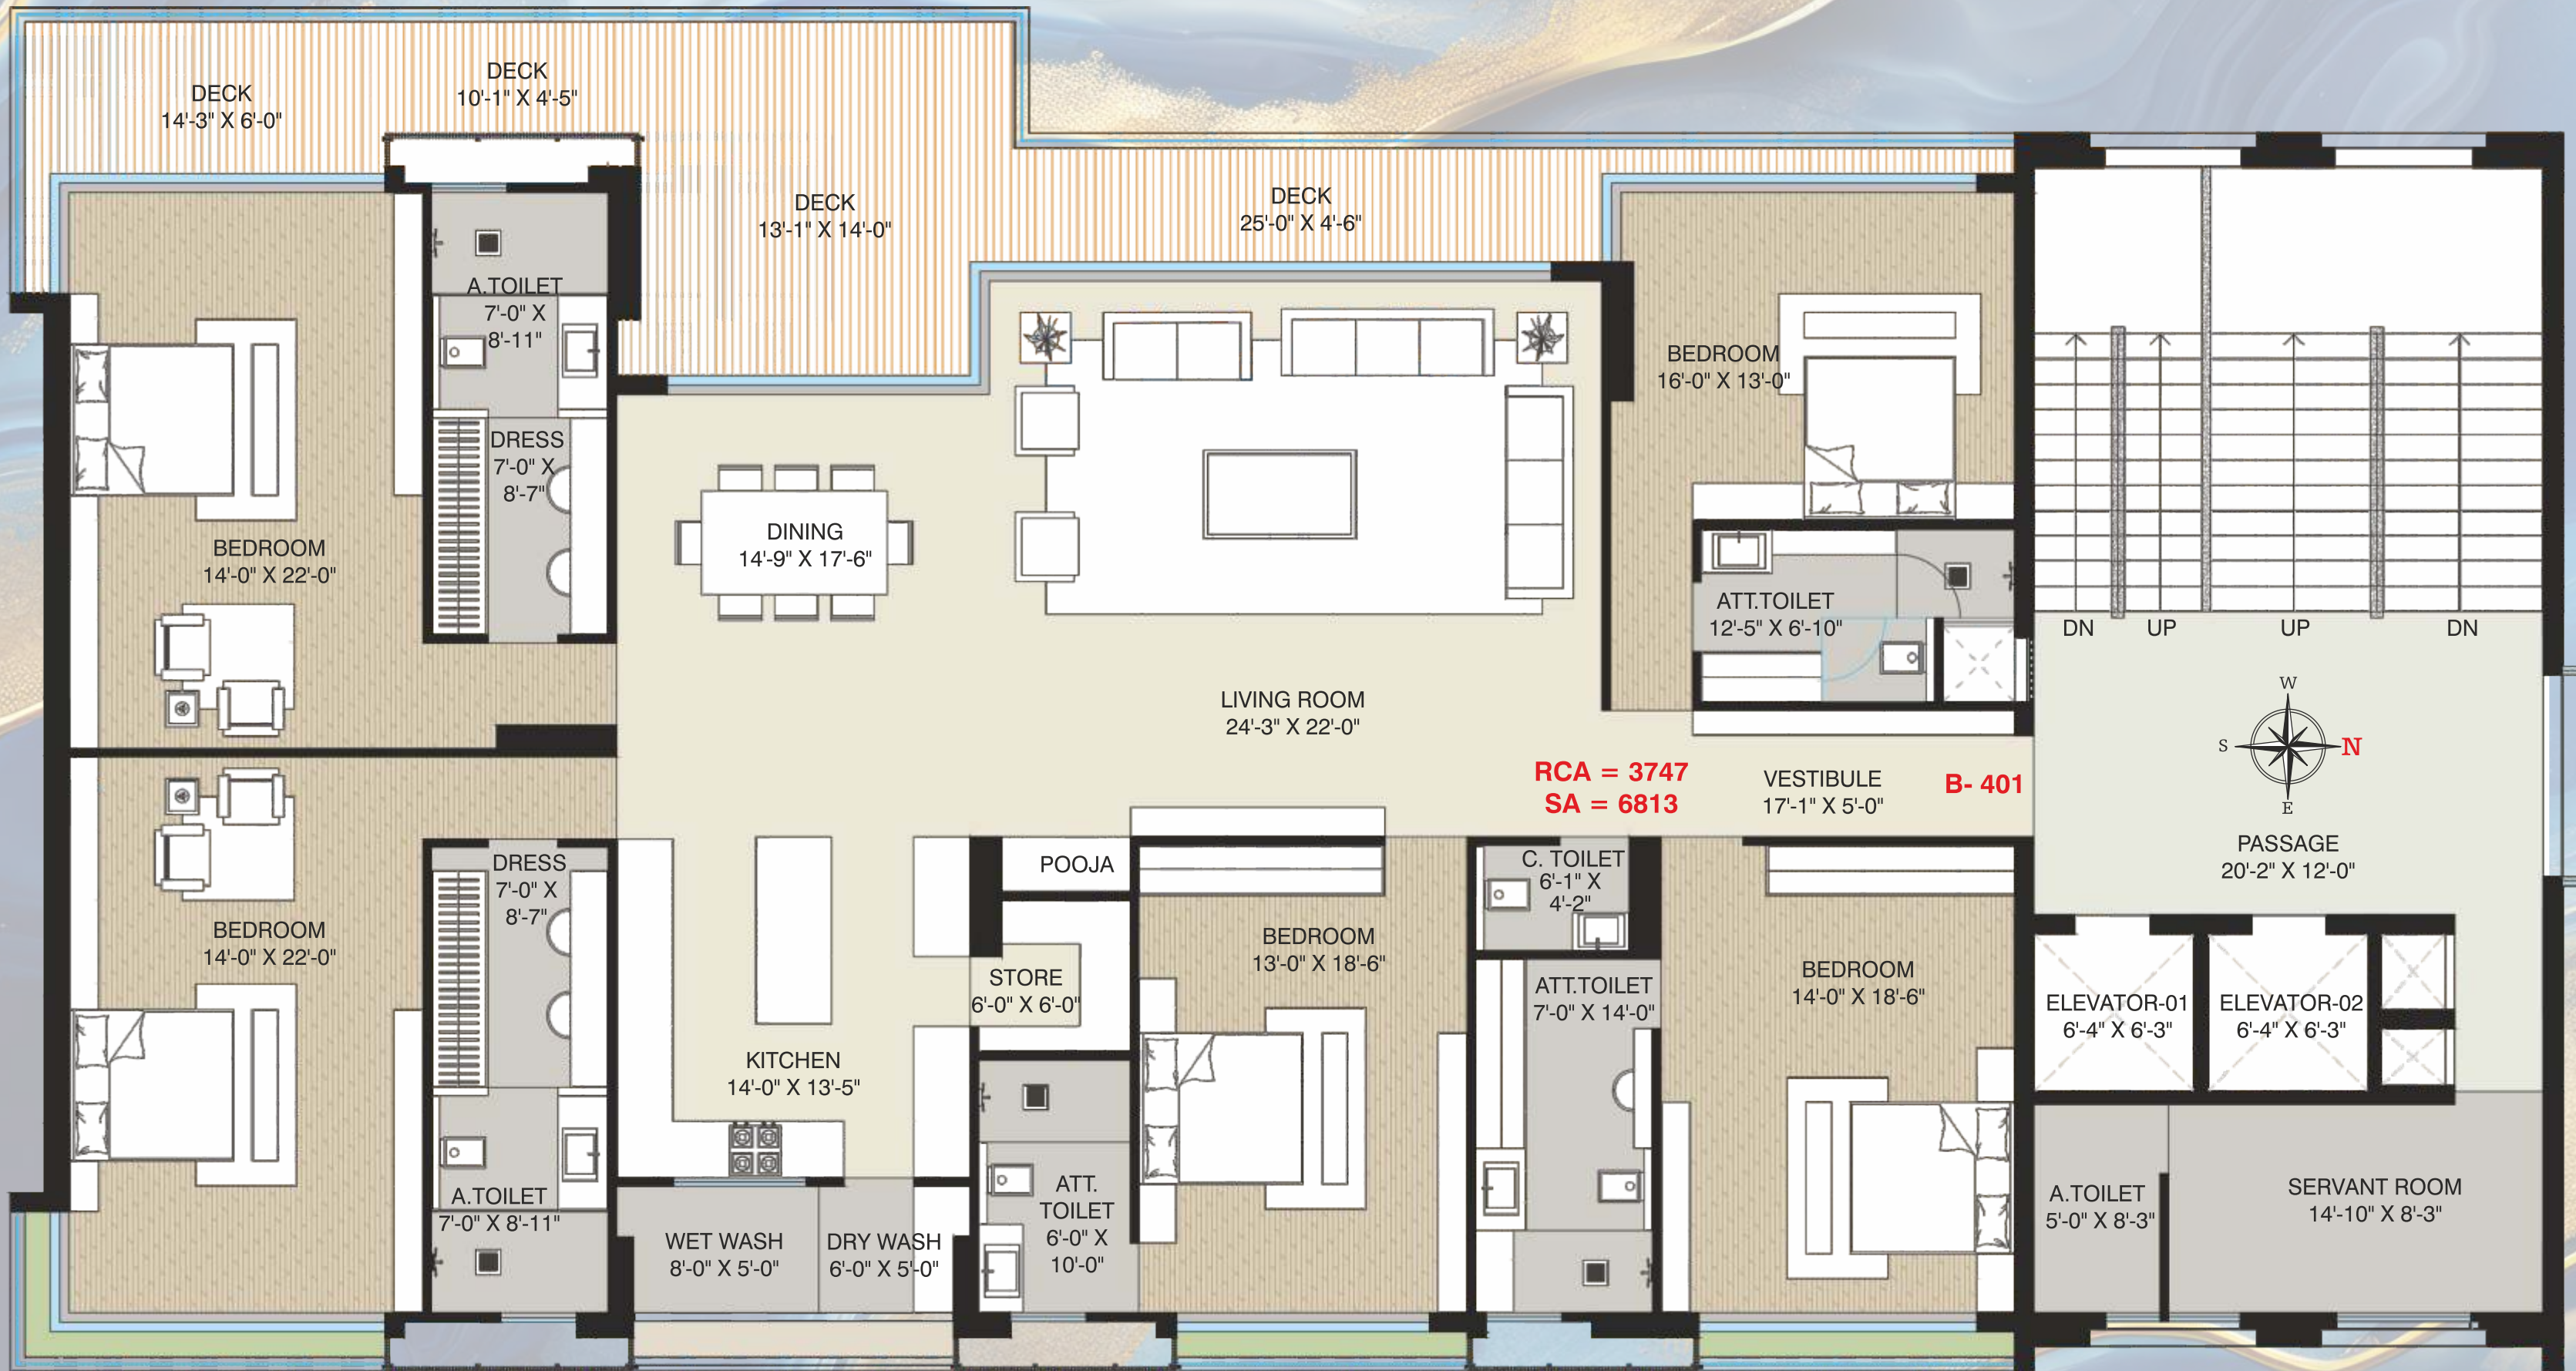 DECK
14'-3" X 6'-0"
DECK
10'-1" X 4'-5"
DECK
13'-1" X 14'-0"
DECK
25'-0" X 4'-6"
A.TOILET
7'-0" X
8'-11"
DRESS
7'-0" X
8'-7"
BEDROOM
14'-0" X 22'-0"
DINING
14'-9" X 17'-6"
LIVING ROOM
24'-3" X 22'-0"
BEDROOM
16'-0" X 13'-0"
ATT.TOILET
12'-5" X 6'-10"
DN
UP
UP
DN
W
S
N
E
RCA = 3747
SA = 6813
VESTIBULE
17'-1" X 5'-0"
B- 401
PASSAGE
20'-2" X 12'-0"
BEDROOM
14'-0" X 22'-0"
DRESS
7'-0" X
8'-7"
A.TOILET
7'-0" X 8'-11"
KITCHEN
14'-0" X 13'-5"
WET WASH
8'-0" X 5'-0"
DRY WASH
6'-0" X 5'-0"
POOJA
STORE
6'-0" X 6'-0"
ATT.
TOILET
6'-0" X
10'-0"
BEDROOM
13'-0" X 18'-6"
C. TOILET
6'-1" X
4'-2"
ATT.TOILET
7'-0" X 14'-0"
BEDROOM
14'-0" X 18'-6"
ELEVATOR-01
6'-4" X 6'-3"
ELEVATOR-02
6'-4" X 6'-3"
A.TOILET
5'-0" X 8'-3"
SERVANT ROOM
14'-10" X 8'-3"